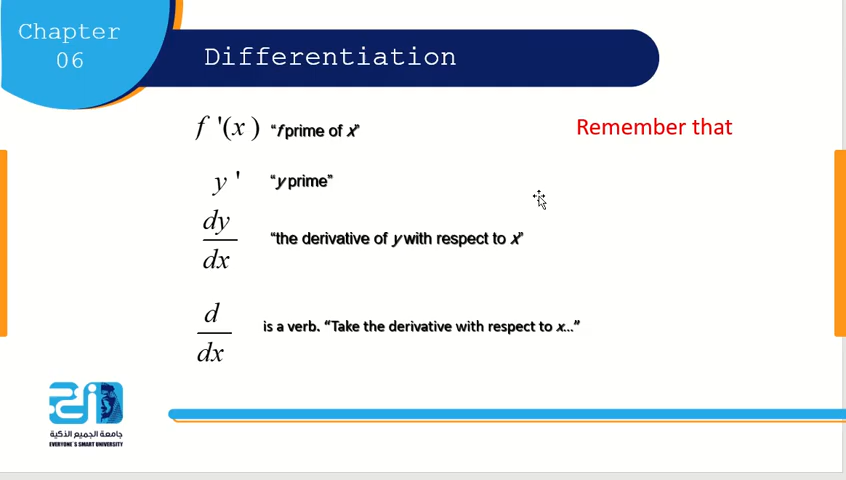 Chapter
06
Differentiation
f '(x) "f prime of x"
Remember that
y ' "y prime"
dy
dx
"the derivative of y with respect to x"
d
dx
is a verb. "Take the derivative with respect to x..."
جامعة الجميع الذكية
EVERYONE'S SMART UNIVERSITY